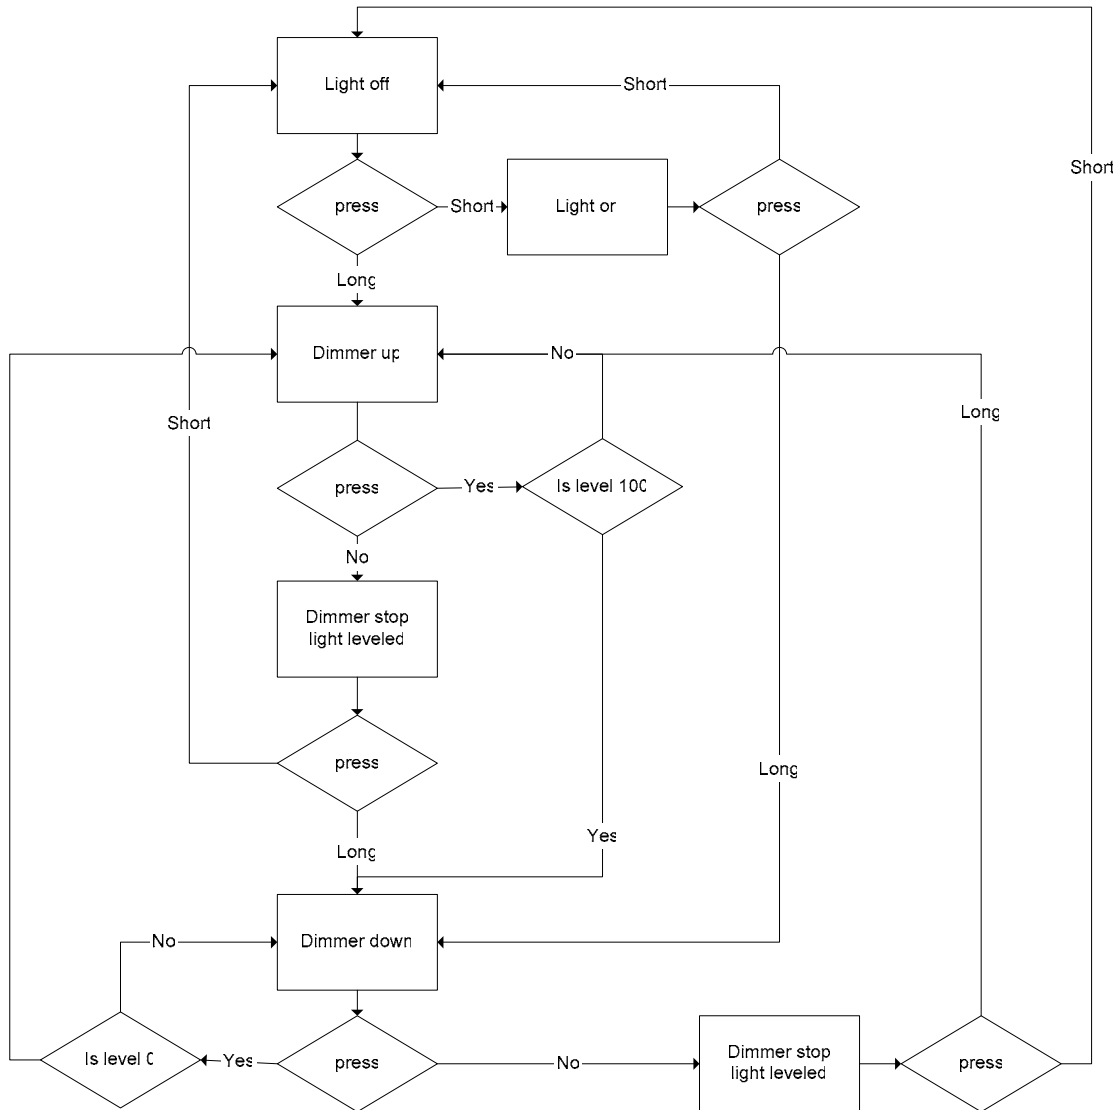 Light off
Short
Short
press
Short
Light or
press
Long
Dimmer up
No
Long
Short
press
Yes
Is level 100
No
Dimmer stop
light leveled
press
Long
Yes
Long
Dimmer down
No
Is level 0
Yes
press
No
Dimmer stop
light leveled
press